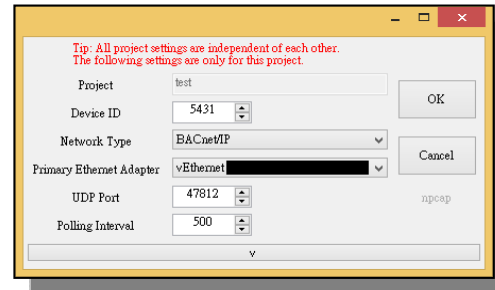 Tip: All project settings are independent of each other.
The following settings are only for this project.
Project test
Device ID 5431
Network Type BACnet/IP
Primary Ethernet Adapter vEthernet
UDP Port 47812
Polling Interval 500
OK
Cancel
npcap
v